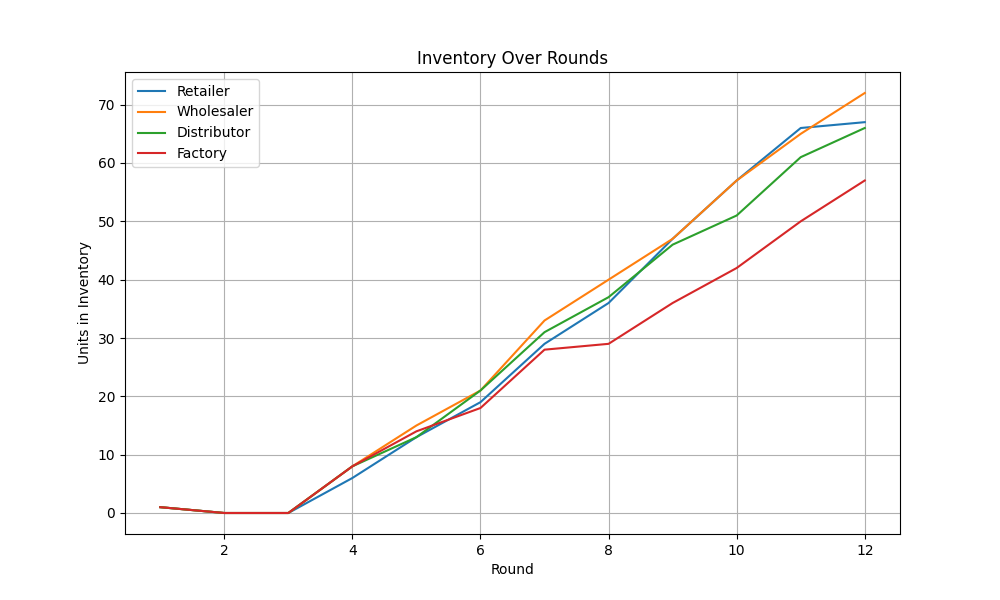 Inventory Over Rounds
Retailer
Wholesaler
Distributor
Factory
Units in Inventory
70
60
50
40
30
20
10
0
2 4 6 8 10 12
Round